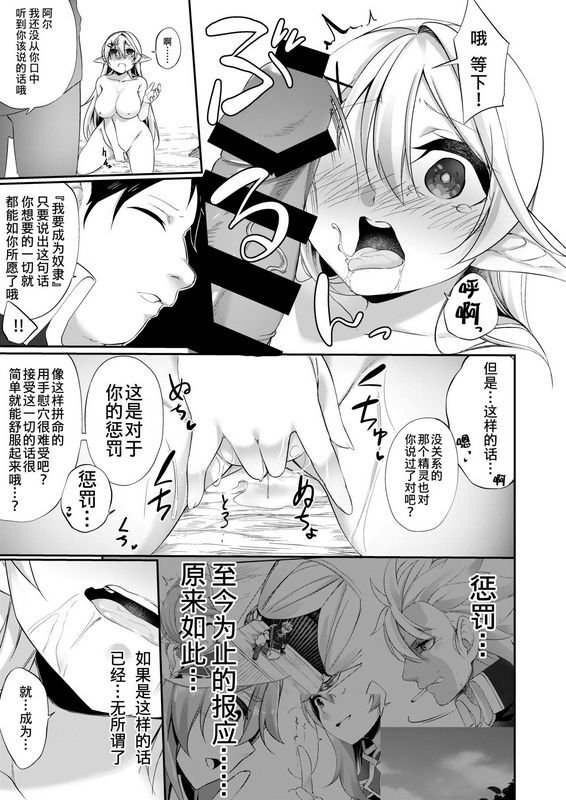 哦 等下！
呼啊
啊…
阿尔
我还没从你口中
听到你该说的话哦
『我要成为奴隶』
只要说出这句话
你想要的一切就
都能如你所愿了哦
！！
但是…这样的话…
嗯
啊
没关系的
那个精灵也对
你说过了对吧？
这是对于
你的惩罚
ぬちゅ
ぬちゅ
とろ
像这样拼命的
用手慰穴很难受吧？
接受这一切的话很
简单就能舒服起来哦…？
惩罚…
惩罚…
至今为止的报应……
原来如此…
如果是这样的话
已经…无所谓了
就…成为